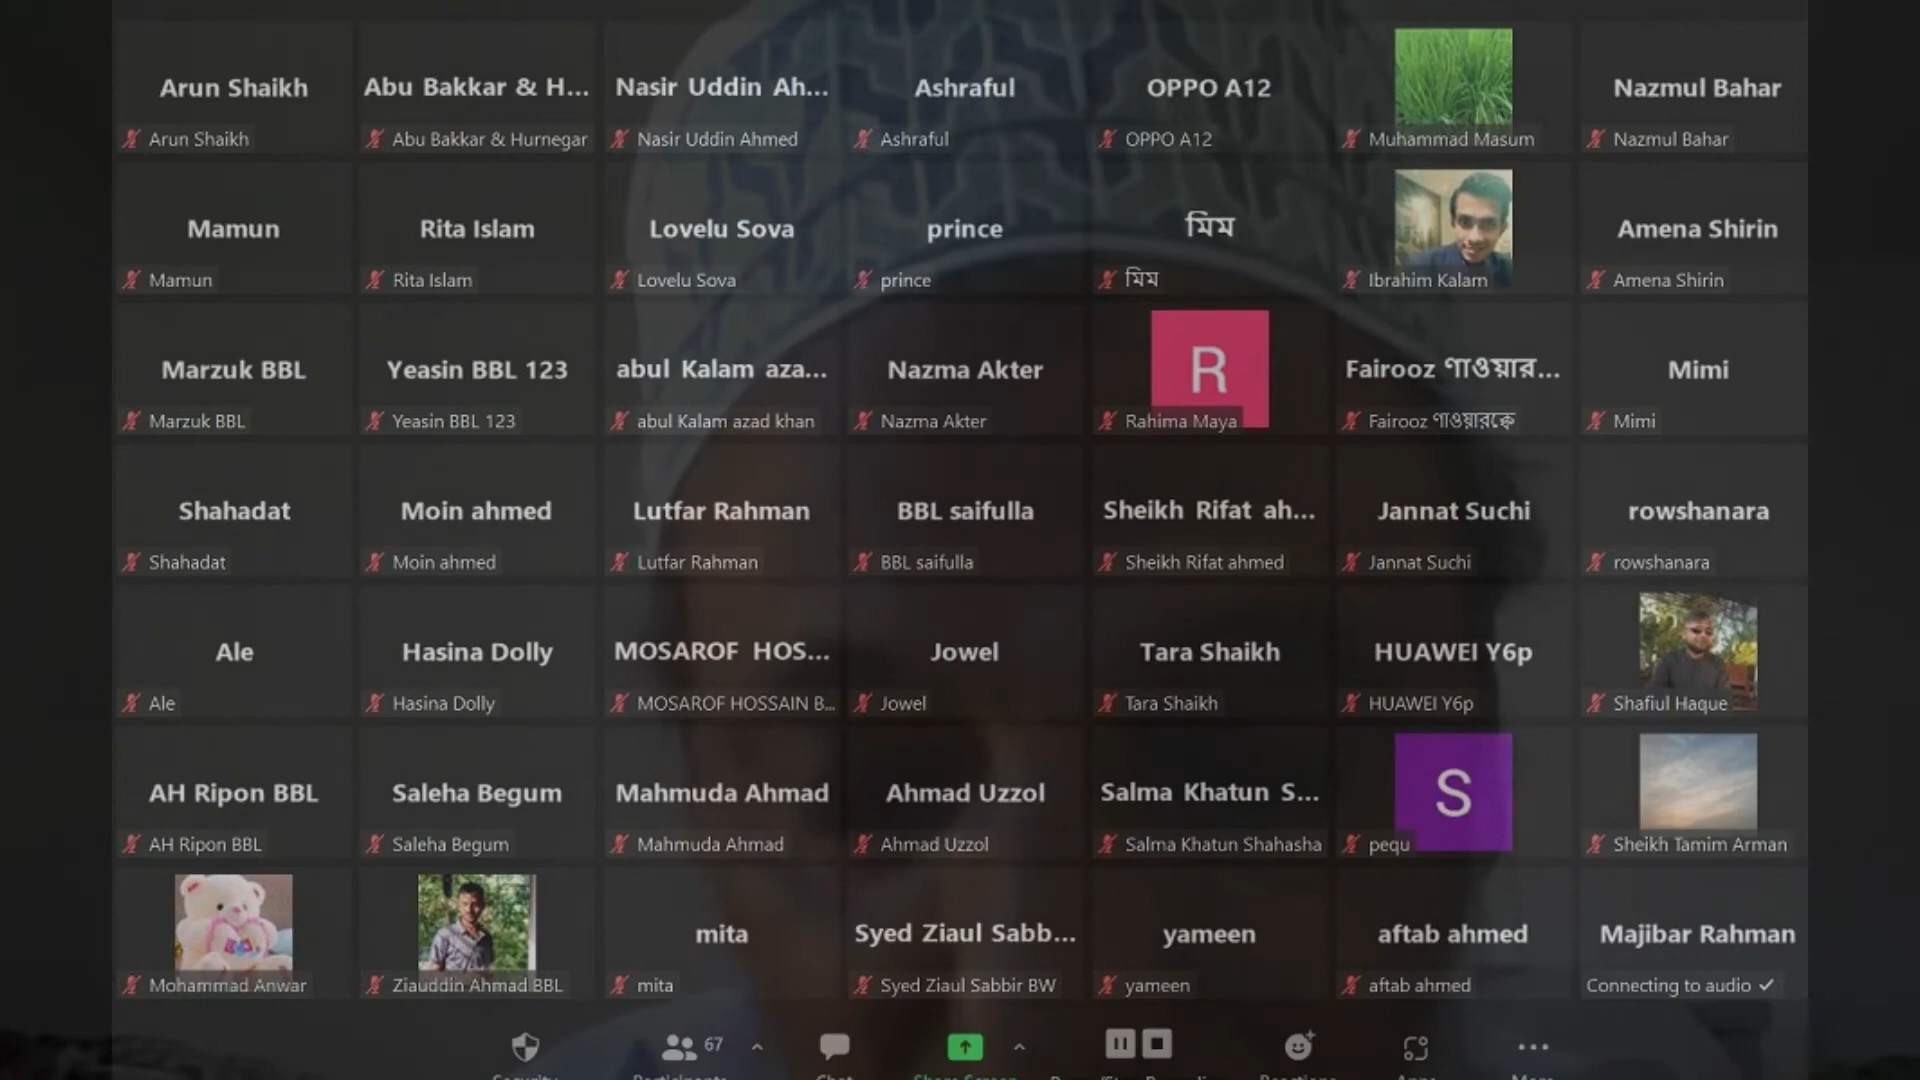 Arun Shaikh
Abu Bakkar & H...
Nasir Uddin Ah...
Ashraful
OPPO A12
Nazmul Bahar
Arun Shaikh
Abu Bakkar & Hurnegar
Nasir Uddin Ahmed
Ashraful
OPPO A12
Muhammad Masum
Nazmul Bahar
Mamun
Rita Islam
Lovelu Sova
prince
মিম
Amena Shirin
Mamun
Rita Islam
Lovelu Sova
prince
মিম
Ibrahim Kalam
Amena Shirin
Marzuk BBL
Yeasin BBL 123
abul Kalam aza...
Nazma Akter
R
Fairooz ণাওয়ার...
Mimi
Marzuk BBL
Yeasin BBL 123
abul Kalam azad khan
Nazma Akter
Rahima Maya
Fairooz
Mimi
Shahadat
Moin ahmed
Lutfar Rahman
BBL saifulla
Sheikh Rifat ah...
Jannat Suchi
rowshanara
Shahadat
Moin ahmed
Lutfar Rahman
BBL saifulla
Sheikh Rifat ahmed
Jannat Suchi
rowshanara
Ale
Hasina Dolly
MOSAROF HOS...
Jowel
Tara Shaikh
HUAWEI Y6p
Ale
Hasina Dolly
MOSAROF HOSSAIN B...
Jowel
Tara Shaikh
HUAWEI Y6p
Shafiul Haque
AH Ripon BBL
Saleha Begum
Mahmuda Ahmad
Ahmad Uzzol
Salma Khatun S...
S
AH Ripon BBL
Saleha Begum
Mahmuda Ahmad
Ahmad Uzzol
Salma Khatun Shahasha
pequ
Sheikh Tamim Arman
mita
Syed Ziaul Sabb...
yameen
aftab ahmed
Majibar Rahman
Mohammad Anwar
Ziauddin Ahmad BBL
mita
Syed Ziaul Sabbir BW
yameen
aftab ahmed
Connecting to audio ✓
67